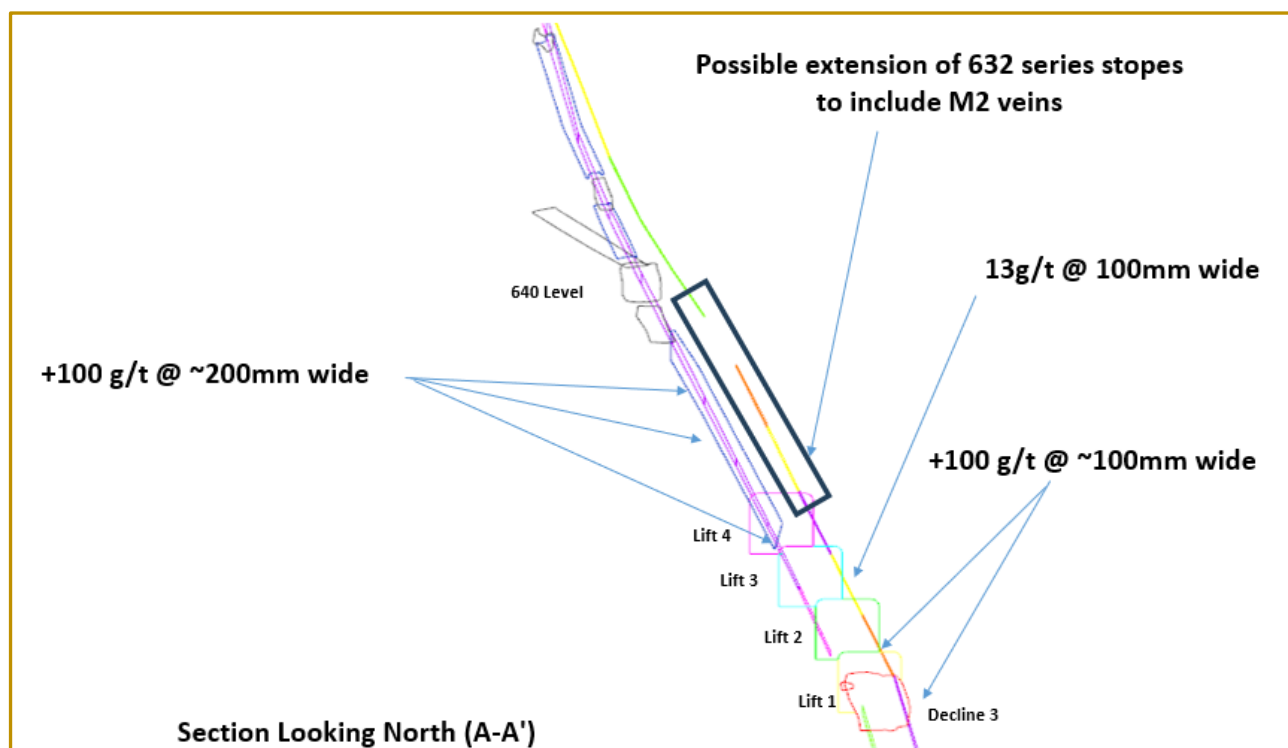 Possible extension of 632 series stopes
to include M2 veins
13g/t @ 100mm wide
640 Level
+100 g/t @ ~200mm wide
+100 g/t @ ~100mm wide
Lift 4
Lift 3
Lift 2
Lift 1
Decline 3
Section Looking North (A-A')